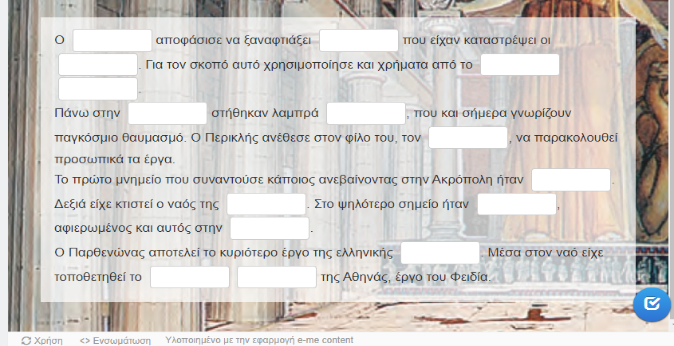 Ο αποφάσισε να ξαναφτιάξει που είχαν καταστρέψει οι
. Για τον σκοπό αυτό χρησιμοποίησε και χρήματα από το
.
Πάνω στην στήθηκαν λαμπρά , που και σήμερα γνωρίζουν
παγκόσμιο θαυμασμό. Ο Περικλής ανέθεσε στον φίλο του, τον , να παρακολουθεί
προσωπικά τα έργα.
Το πρώτο μνημείο που συναντούσε κάποιος ανεβαίνοντας στην Ακρόπολη ήταν .
Δεξιά είχε κτιστεί ο ναός της . Στο ψηλότερο σημείο ήταν ,
αφιερωμένος και αυτός στην .
Ο Παρθενώνας αποτελεί το κυριότερο έργο της ελληνικής . Μέσα στον ναό είχε
τοποθετηθεί το της Αθηνάς, έργο του Φειδία.
Χρήση <> Ενσωμάτωση Υλοποιημένο με την εφαρμογή e-me content